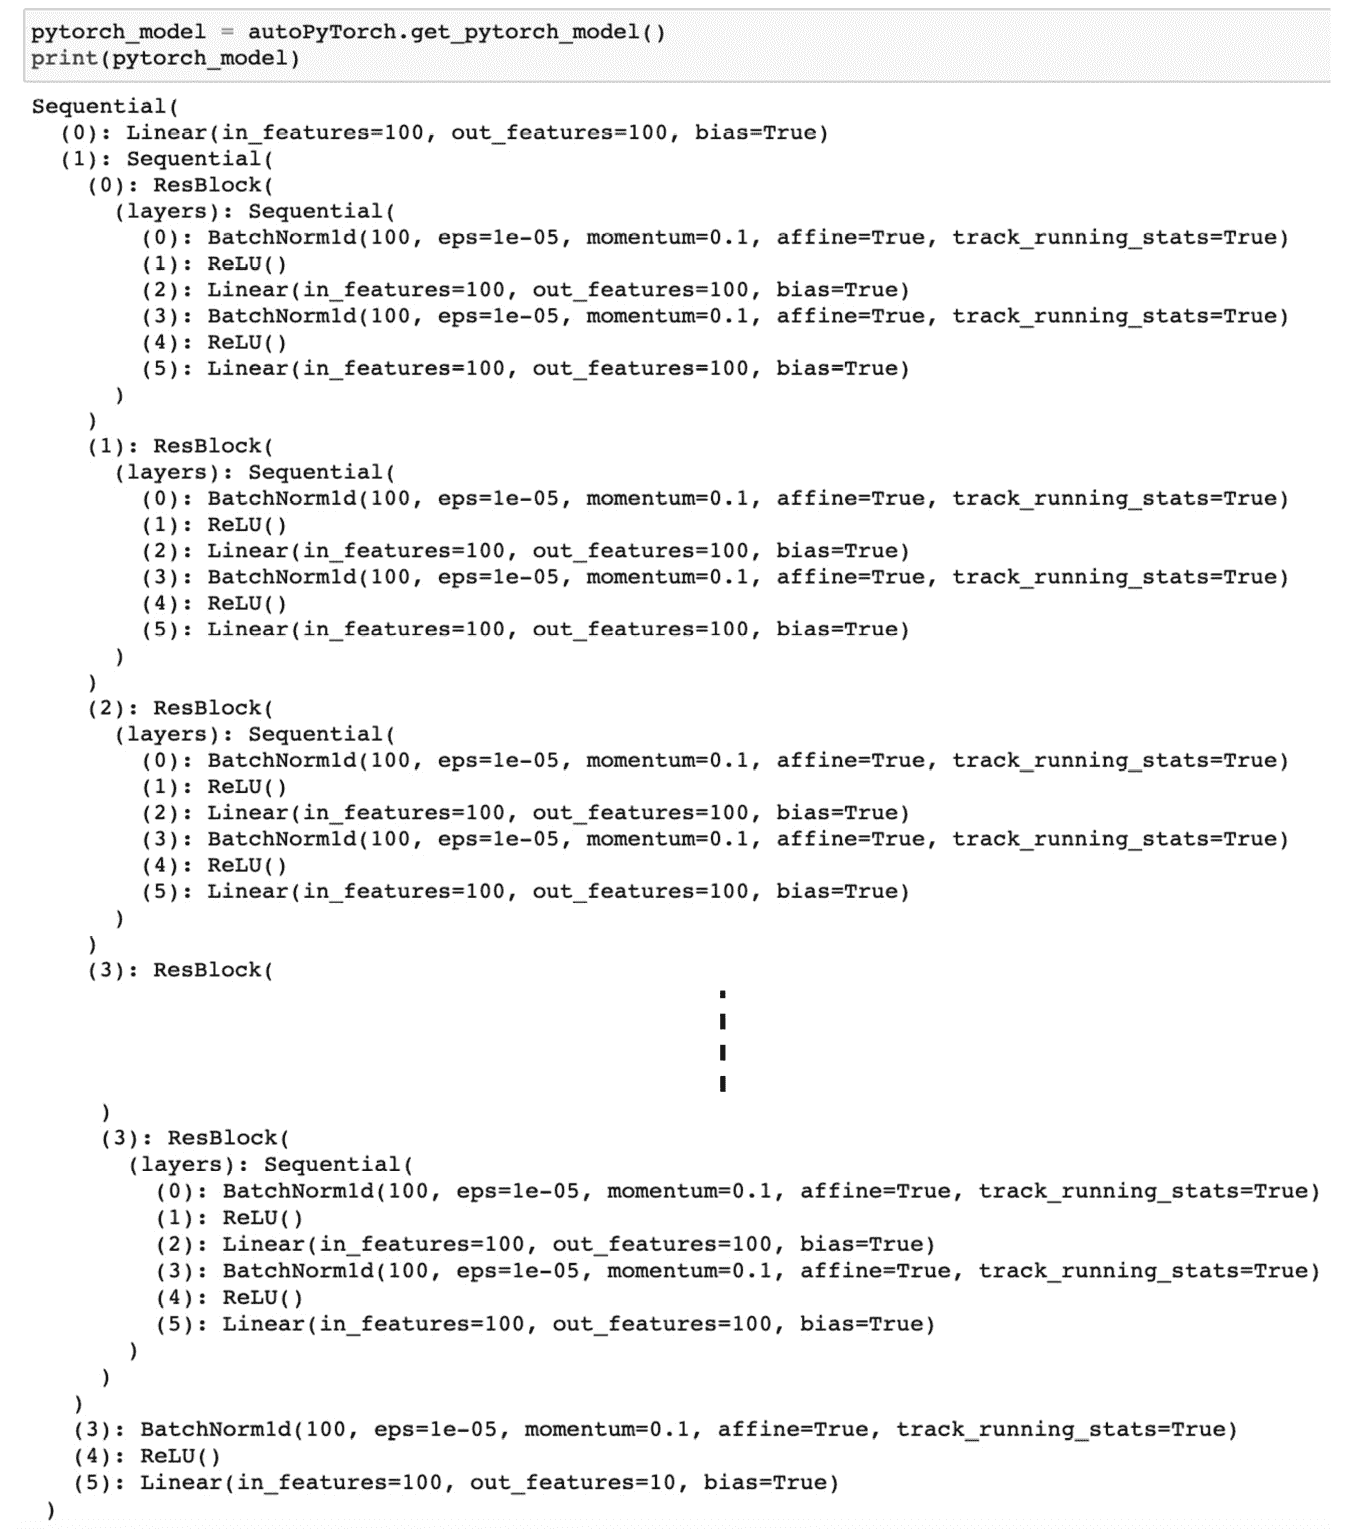 pytorch_model = autoPyTorch.get_pytorch_model()
print(pytorch_model)
Sequential(
  (0): Linear(in_features=100, out_features=100, bias=True)
  (1): Sequential(
    (0): ResBlock(
      (layers): Sequential(
        (0): BatchNorm1d(100, eps=1e-05, momentum=0.1, affine=True, track_running_stats=True)
        (1): ReLU()
        (2): Linear(in_features=100, out_features=100, bias=True)
        (3): BatchNorm1d(100, eps=1e-05, momentum=0.1, affine=True, track_running_stats=True)
        (4): ReLU()
        (5): Linear(in_features=100, out_features=100, bias=True)
      )
    )
    (1): ResBlock(
      (layers): Sequential(
        (0): BatchNorm1d(100, eps=1e-05, momentum=0.1, affine=True, track_running_stats=True)
        (1): ReLU()
        (2): Linear(in_features=100, out_features=100, bias=True)
        (3): BatchNorm1d(100, eps=1e-05, momentum=0.1, affine=True, track_running_stats=True)
        (4): ReLU()
        (5): Linear(in_features=100, out_features=100, bias=True)
      )
    )
    (2): ResBlock(
      (layers): Sequential(
        (0): BatchNorm1d(100, eps=1e-05, momentum=0.1, affine=True, track_running_stats=True)
        (1): ReLU()
        (2): Linear(in_features=100, out_features=100, bias=True)
        (3): BatchNorm1d(100, eps=1e-05, momentum=0.1, affine=True, track_running_stats=True)
        (4): ReLU()
        (5): Linear(in_features=100, out_features=100, bias=True)
      )
    )
    (3): ResBlock(
    )
    (3): ResBlock(
      (layers): Sequential(
        (0): BatchNorm1d(100, eps=1e-05, momentum=0.1, affine=True, track_running_stats=True)
        (1): ReLU()
        (2): Linear(in_features=100, out_features=100, bias=True)
        (3): BatchNorm1d(100, eps=1e-05, momentum=0.1, affine=True, track_running_stats=True)
        (4): ReLU()
        (5): Linear(in_features=100, out_features=100, bias=True)
      )
    )
  )
  (3): BatchNorm1d(100, eps=1e-05, momentum=0.1, affine=True, track_running_stats=True)
  (4): ReLU()
  (5): Linear(in_features=100, out_features=10, bias=True)
)